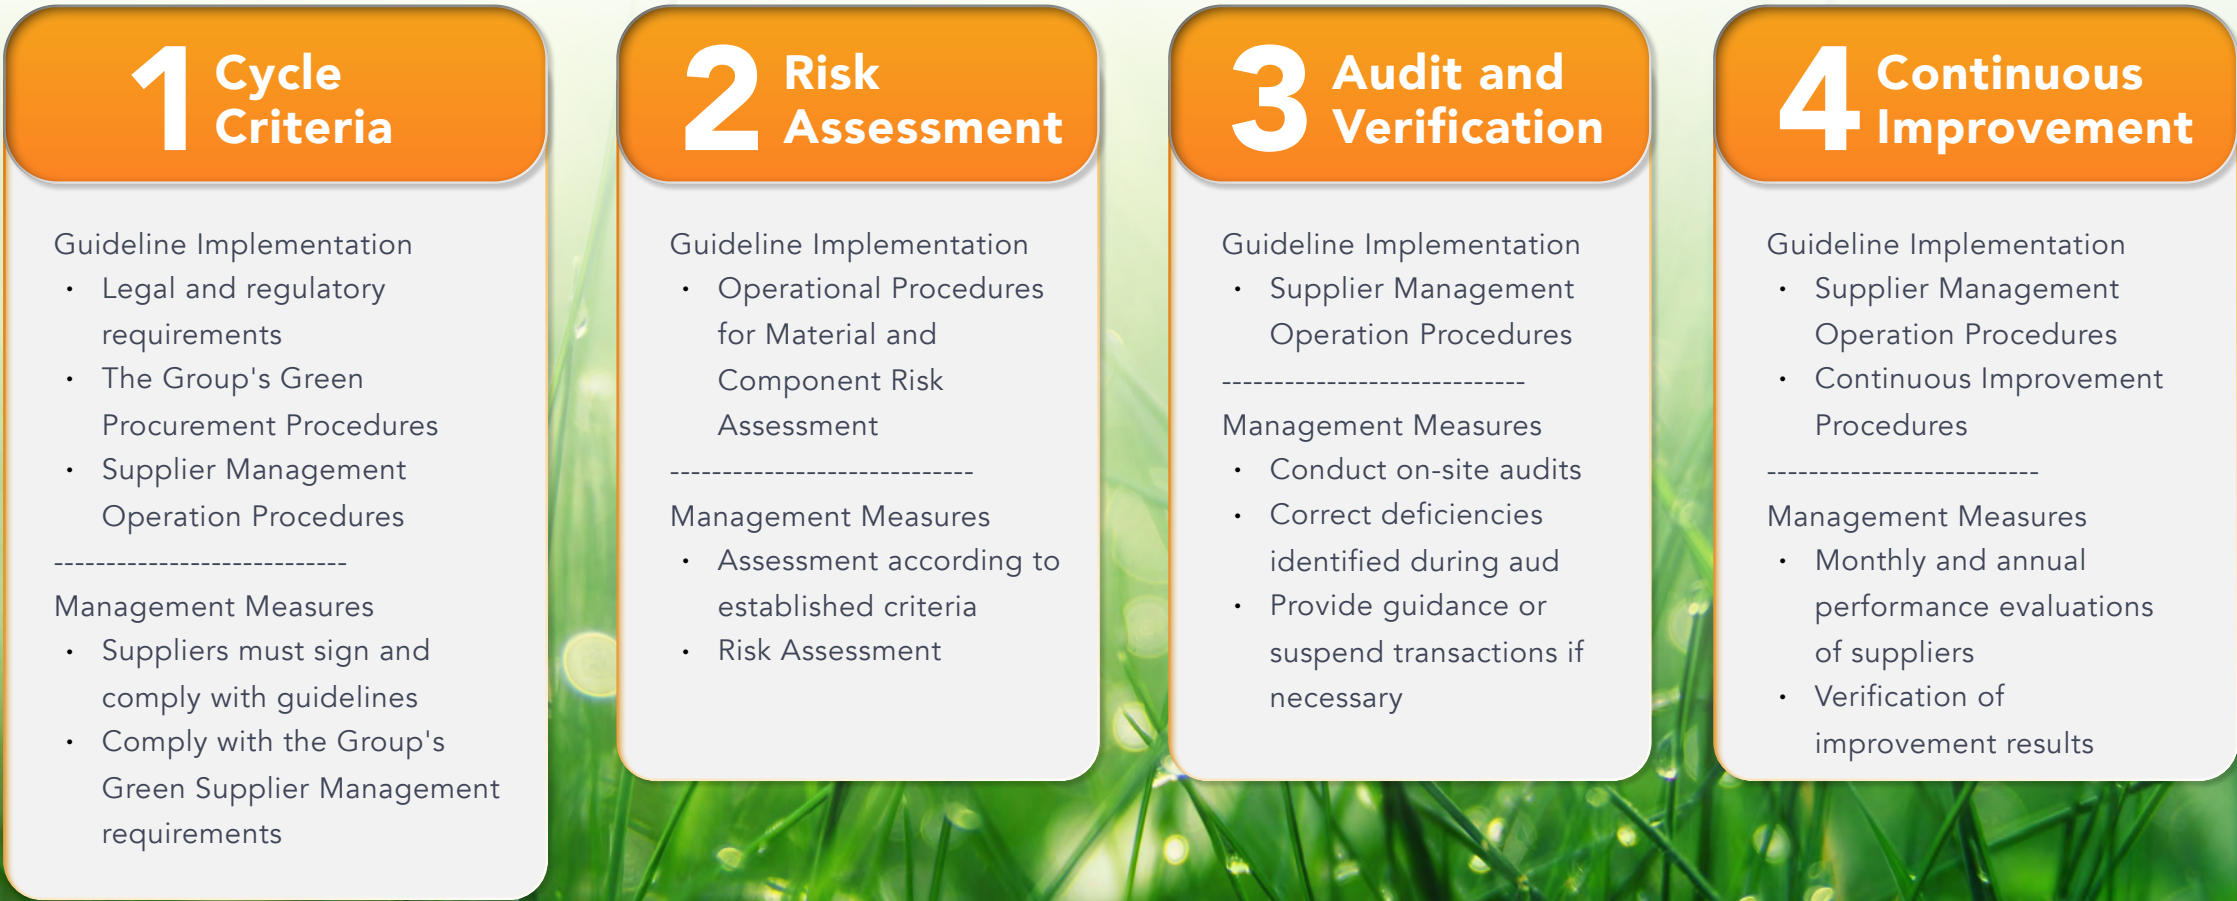 1 Cycle
Criteria
Guideline Implementation
• Legal and regulatory
requirements
• The Group's Green
Procurement Procedures
• Supplier Management
Operation Procedures
----------------------------
Management Measures
• Suppliers must sign and
comply with guidelines
• Comply with the Group's
Green Supplier Management
requirements
2 Risk
Assessment
Guideline Implementation
• Operational Procedures
for Material and
Component Risk
Assessment
-----------------------------
Management Measures
• Assessment according to
established criteria
• Risk Assessment
3 Audit and
Verification
Guideline Implementation
• Supplier Management
Operation Procedures
-----------------------------
Management Measures
• Conduct on-site audits
• Correct deficiencies
identified during aud
• Provide guidance or
suspend transactions if
necessary
4 Continuous
Improvement
Guideline Implementation
• Supplier Management
Operation Procedures
• Continuous Improvement
Procedures
--------------------------
Management Measures
• Monthly and annual
performance evaluations
of suppliers
• Verification of
improvement results